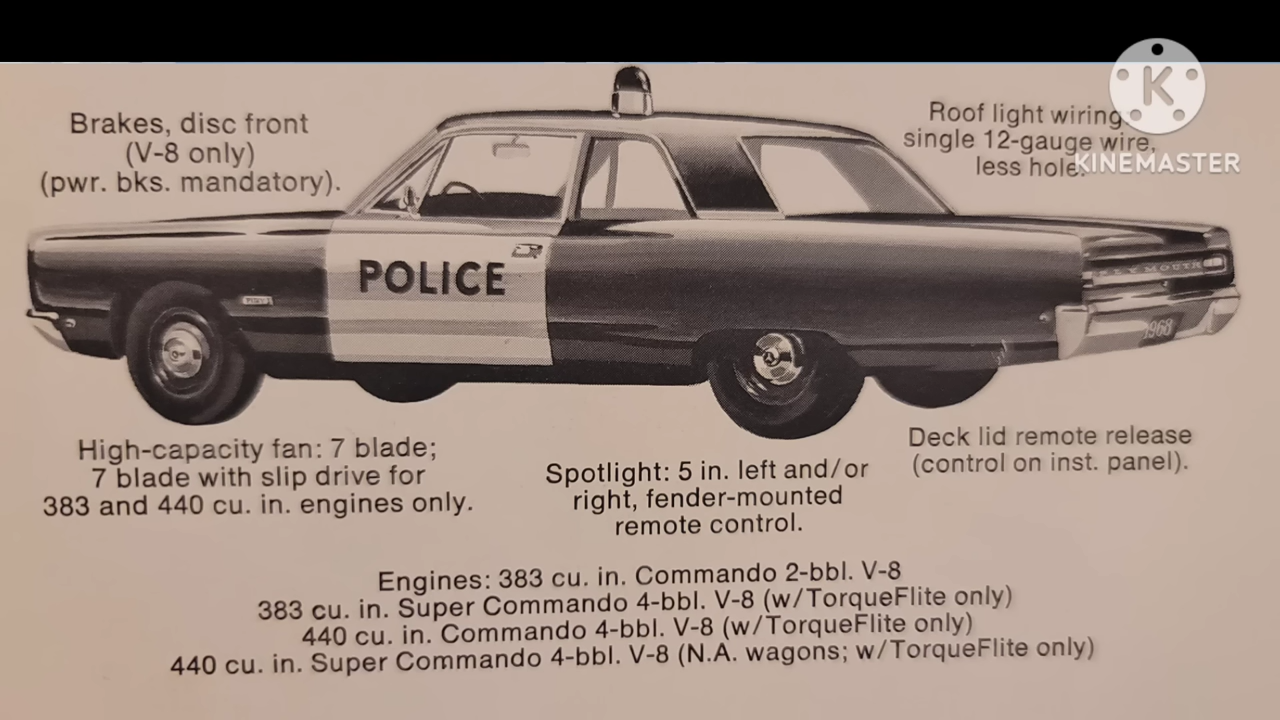 Brakes, disc front
(V-8 only)
(pwr. bks. mandatory).
Roof light wiring
single 12-gauge wire,
less hole.
K
KINEMASTER
POLICE
FURY I
PLYMOUTH
1968
High-capacity fan: 7 blade;
7 blade with slip drive for
383 and 440 cu. in. engines only.
Spotlight: 5 in. left and/or
right, fender-mounted
remote control.
Deck lid remote release
(control on inst. panel).
Engines: 383 cu. in. Commando 2-bbl. V-8
383 cu. in. Super Commando 4-bbl. V-8 (w/TorqueFlite only)
440 cu. in. Commando 4-bbl. V-8 (w/TorqueFlite only)
440 cu. in. Super Commando 4-bbl. V-8 (N.A. wagons; w/TorqueFlite only)